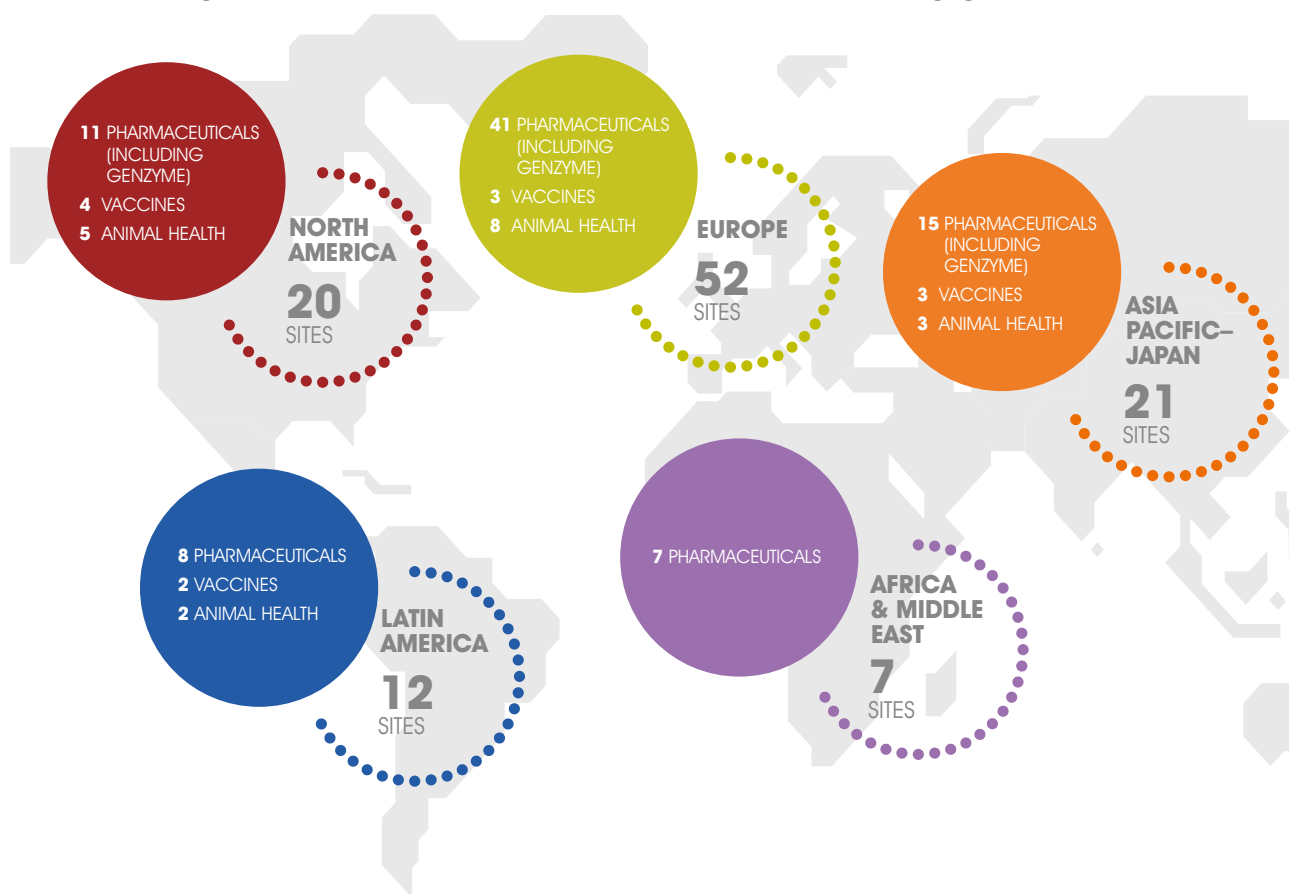 11 PHARMACEUTICALS
(INCLUDING
GENZYME)
4 VACCINES
5 ANIMAL HEALTH
NORTH
AMERICA
20
SITES
41 PHARMACEUTICALS
(INCLUDING
GENZYME)
3 VACCINES
8 ANIMAL HEALTH
EUROPE
52
SITES
15 PHARMACEUTICALS
(INCLUDING
GENZYME)
3 VACCINES
3 ANIMAL HEALTH
ASIA
PACIFIC–
JAPAN
21
SITES
8 PHARMACEUTICALS
2 VACCINES
2 ANIMAL HEALTH
LATIN
AMERICA
12
SITES
7 PHARMACEUTICALS
AFRICA
& MIDDLE
EAST
7
SITES